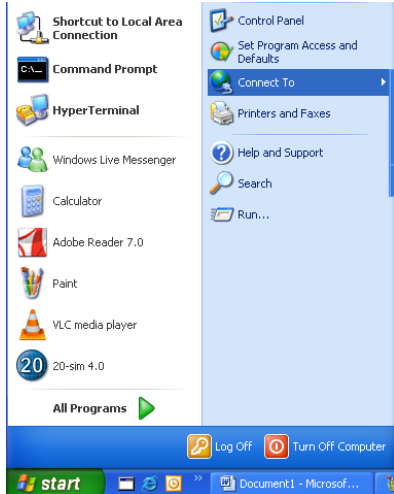 Shortcut to Local Area
Connection
C:\_
Command Prompt
HyperTerminal
Windows Live Messenger
Calculator
Adobe Reader 7.0
Paint
VLC media player
20
20-sim 4.0
All Programs
Control Panel
Set Program Access and
Defaults
Connect To
Printers and Faxes
Help and Support
Search
Run...
Log Off
Turn Off Computer
start
Document1 - Microsof...